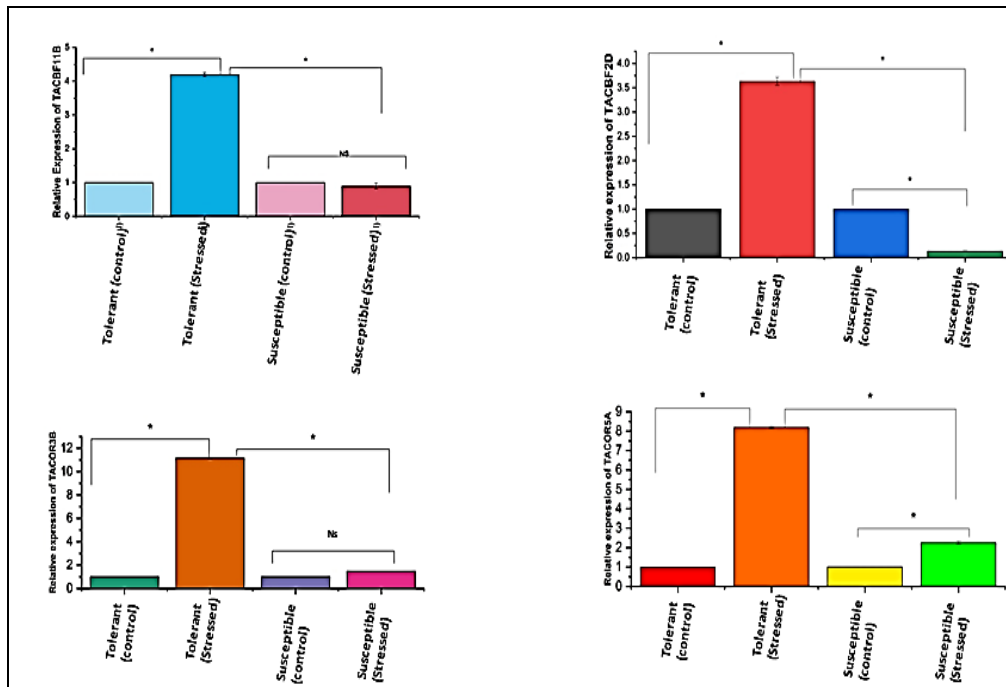 Relative Expression of TACBF11B
5
4
3
2
1
0
*
*
NS
Tolerant (control)
Tolerant (Stressed)
Susceptible (control)
Susceptible (Stressed)
Relative expression of TACBF2D
4.0
3.5
3.0
2.5
2.0
1.5
1.0
0.5
0.0
*
*
*
Tolerant
(control)
Tolerant
(Stressed)
Susceptible
(control)
Susceptible
(Stressed)
Relative expression of TACOR3B
12
10
8
6
4
2
0
*
*
Ns
Tolerant
(control)
Tolerant
(Stressed)
Susceptible
(control)
Susceptible
(Stressed)
Relative expression of TACOR5A
9
8
7
6
5
4
3
2
1
0
*
*
*
Tolerant
(control)
Tolerant
(Stressed)
Susceptible
(control)
Susceptible
(Stressed)